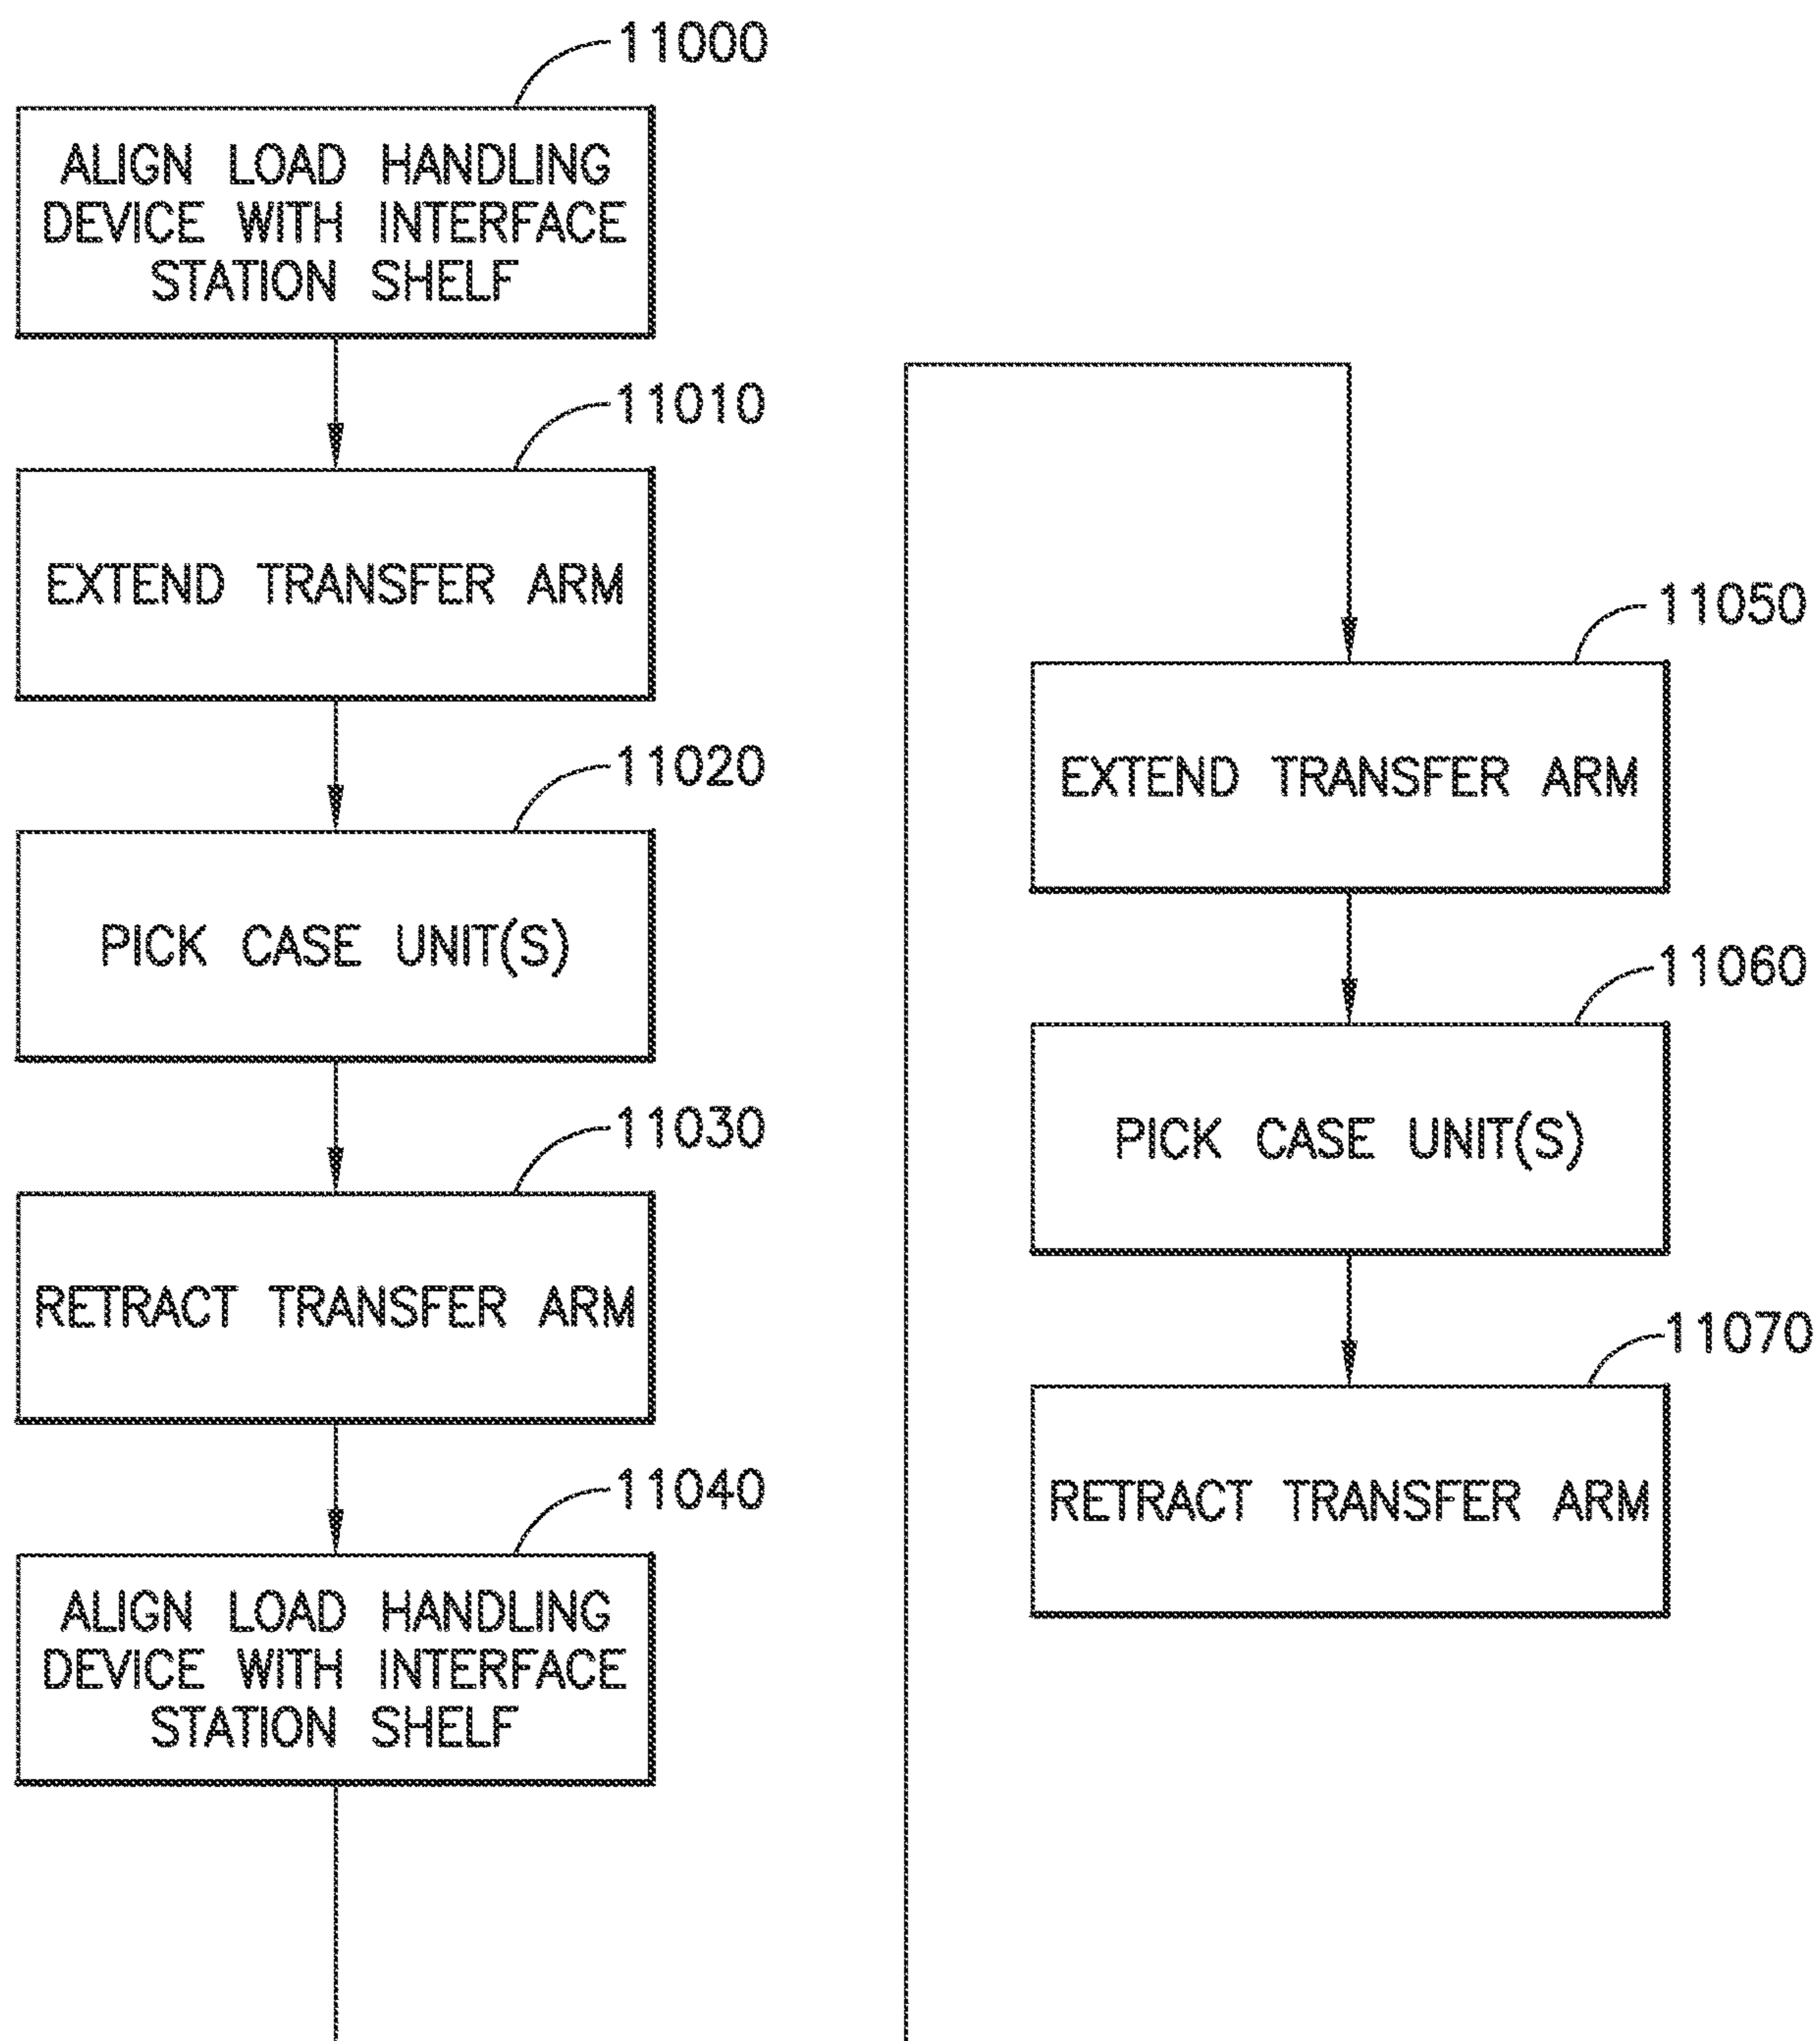 11000
ALIGN LOAD HANDLING
DEVICE WITH INTERFACE
STATION SHELF
11010
EXTEND TRANSFER ARM
11020
PICK CASE UNIT(S)
11030
RETRACT TRANSFER ARM
11040
ALIGN LOAD HANDLING
DEVICE WITH INTERFACE
STATION SHELF
11050
EXTEND TRANSFER ARM
11060
PICK CASE UNIT(S)
11070
RETRACT TRANSFER ARM